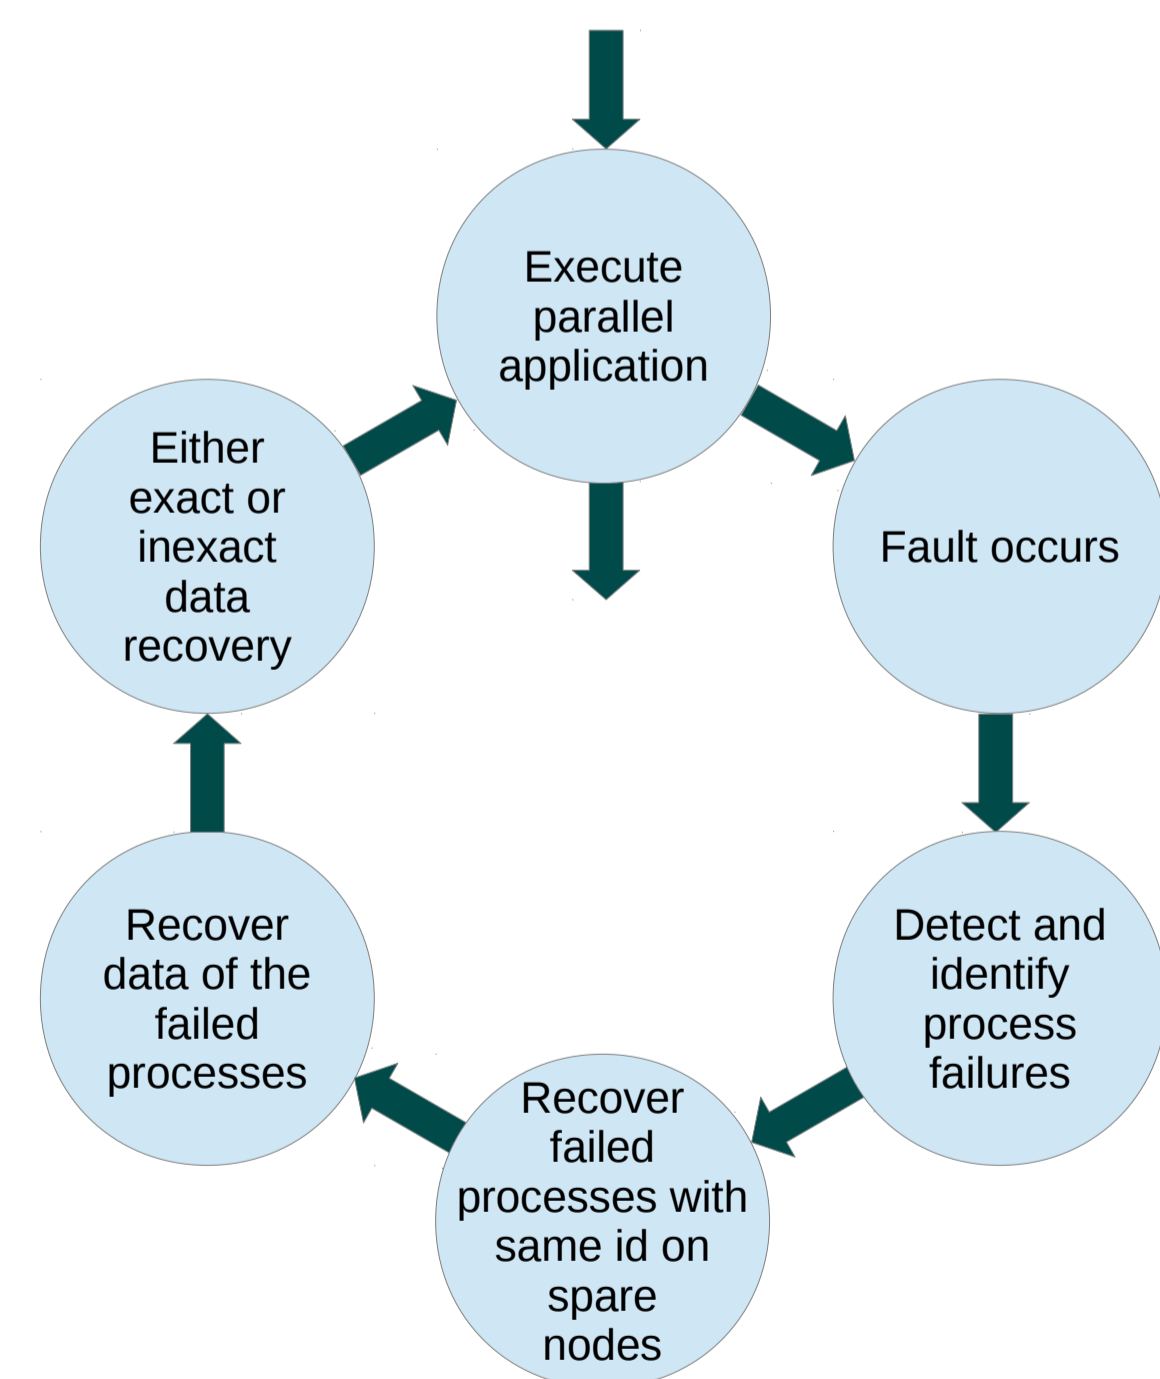 Execute
parallel
application
Fault occurs
Detect and
identify
process
failures
Recover
failed
processes with
same id on
spare
nodes
Recover
data of the
failed
processes
Either
exact or
inexact
data
recovery